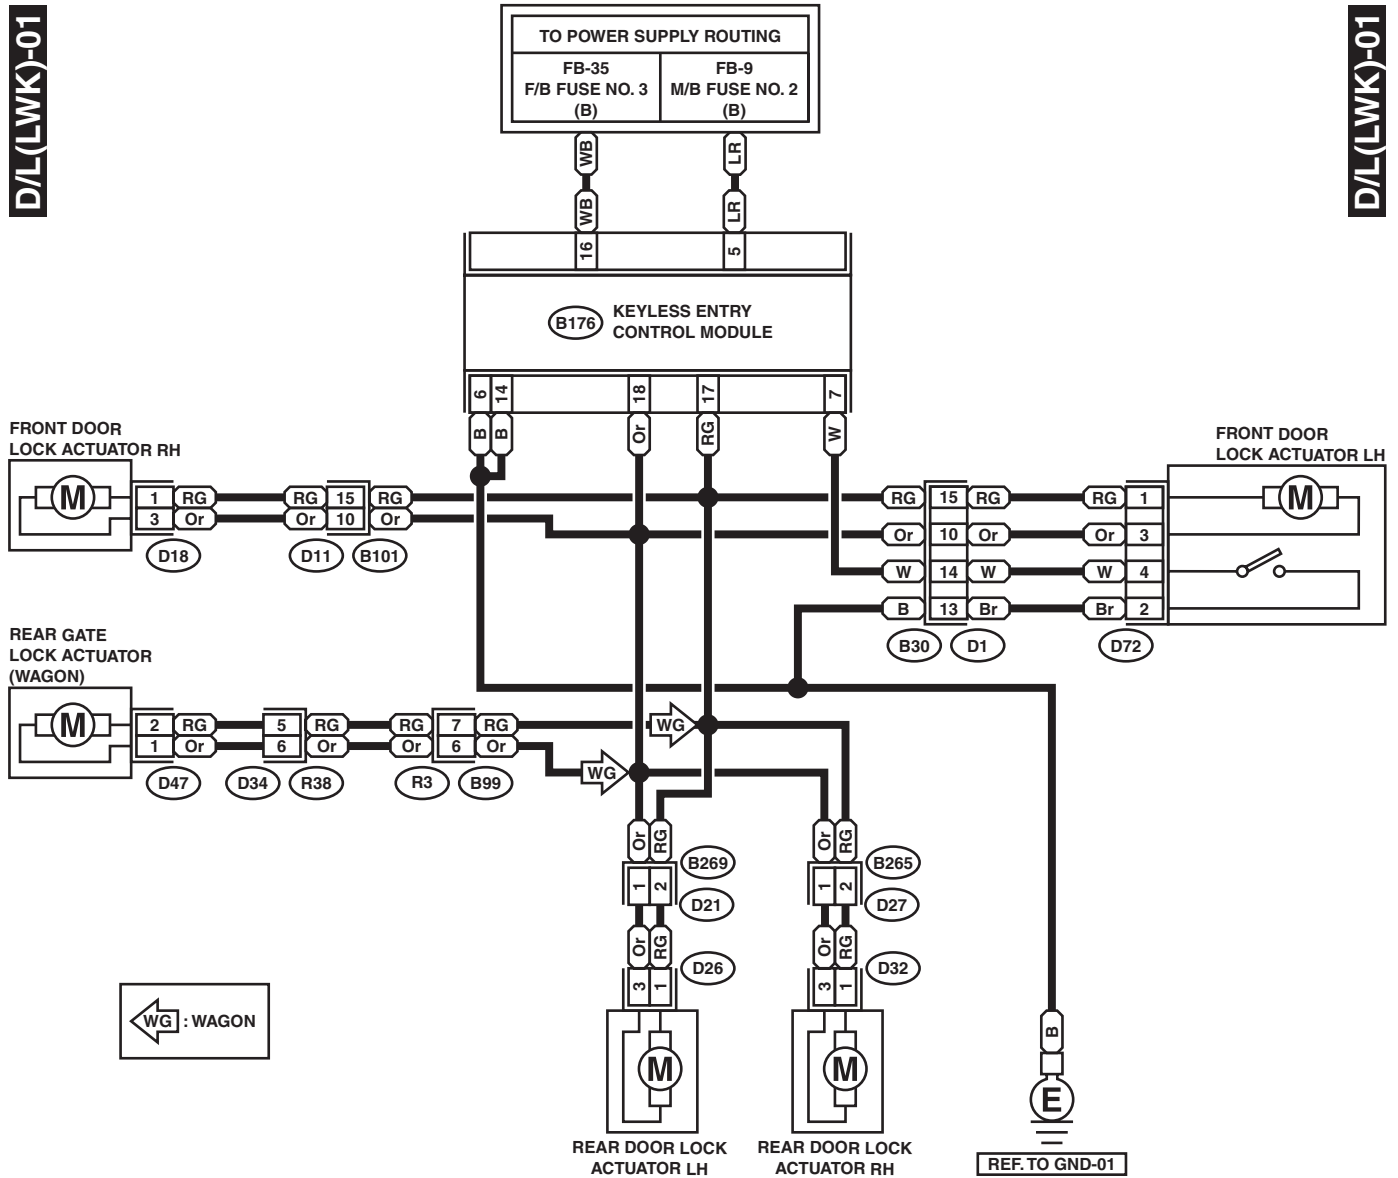 D/L(LWK)-01
D/L(LWK)-01
TO POWER SUPPLY ROUTING
FB-35
F/B FUSE NO. 3
(B)
FB-9
M/B FUSE NO. 2
(B)
WB
LR
WB
LR
16
5
B176
KEYLESS ENTRY
CONTROL MODULE
6
14
18
17
7
B
B
Or
RG
W
FRONT DOOR
LOCK ACTUATOR RH
M
1
RG
RG
15
RG
3
Or
Or
10
Or
D18
D11
B101
FRONT DOOR
LOCK ACTUATOR LH
RG
15
RG
RG
1
M
Or
10
Or
Or
3
W
14
W
W
4
B
13
Br
Br
2
B30
D1
D72
REAR GATE
LOCK ACTUATOR
(WAGON)
M
2
RG
5
RG
RG
7
RG
WG
1
Or
6
Or
Or
6
Or
WG
D47
D34
R38
R3
B99
Or
RG
B269
1
2
D21
Or
RG
D26
3
1
M
REAR DOOR LOCK
ACTUATOR LH
Or
RG
B265
1
2
D27
Or
RG
D32
3
1
M
REAR DOOR LOCK
ACTUATOR RH
WG : WAGON
B
E
REF. TO GND-01